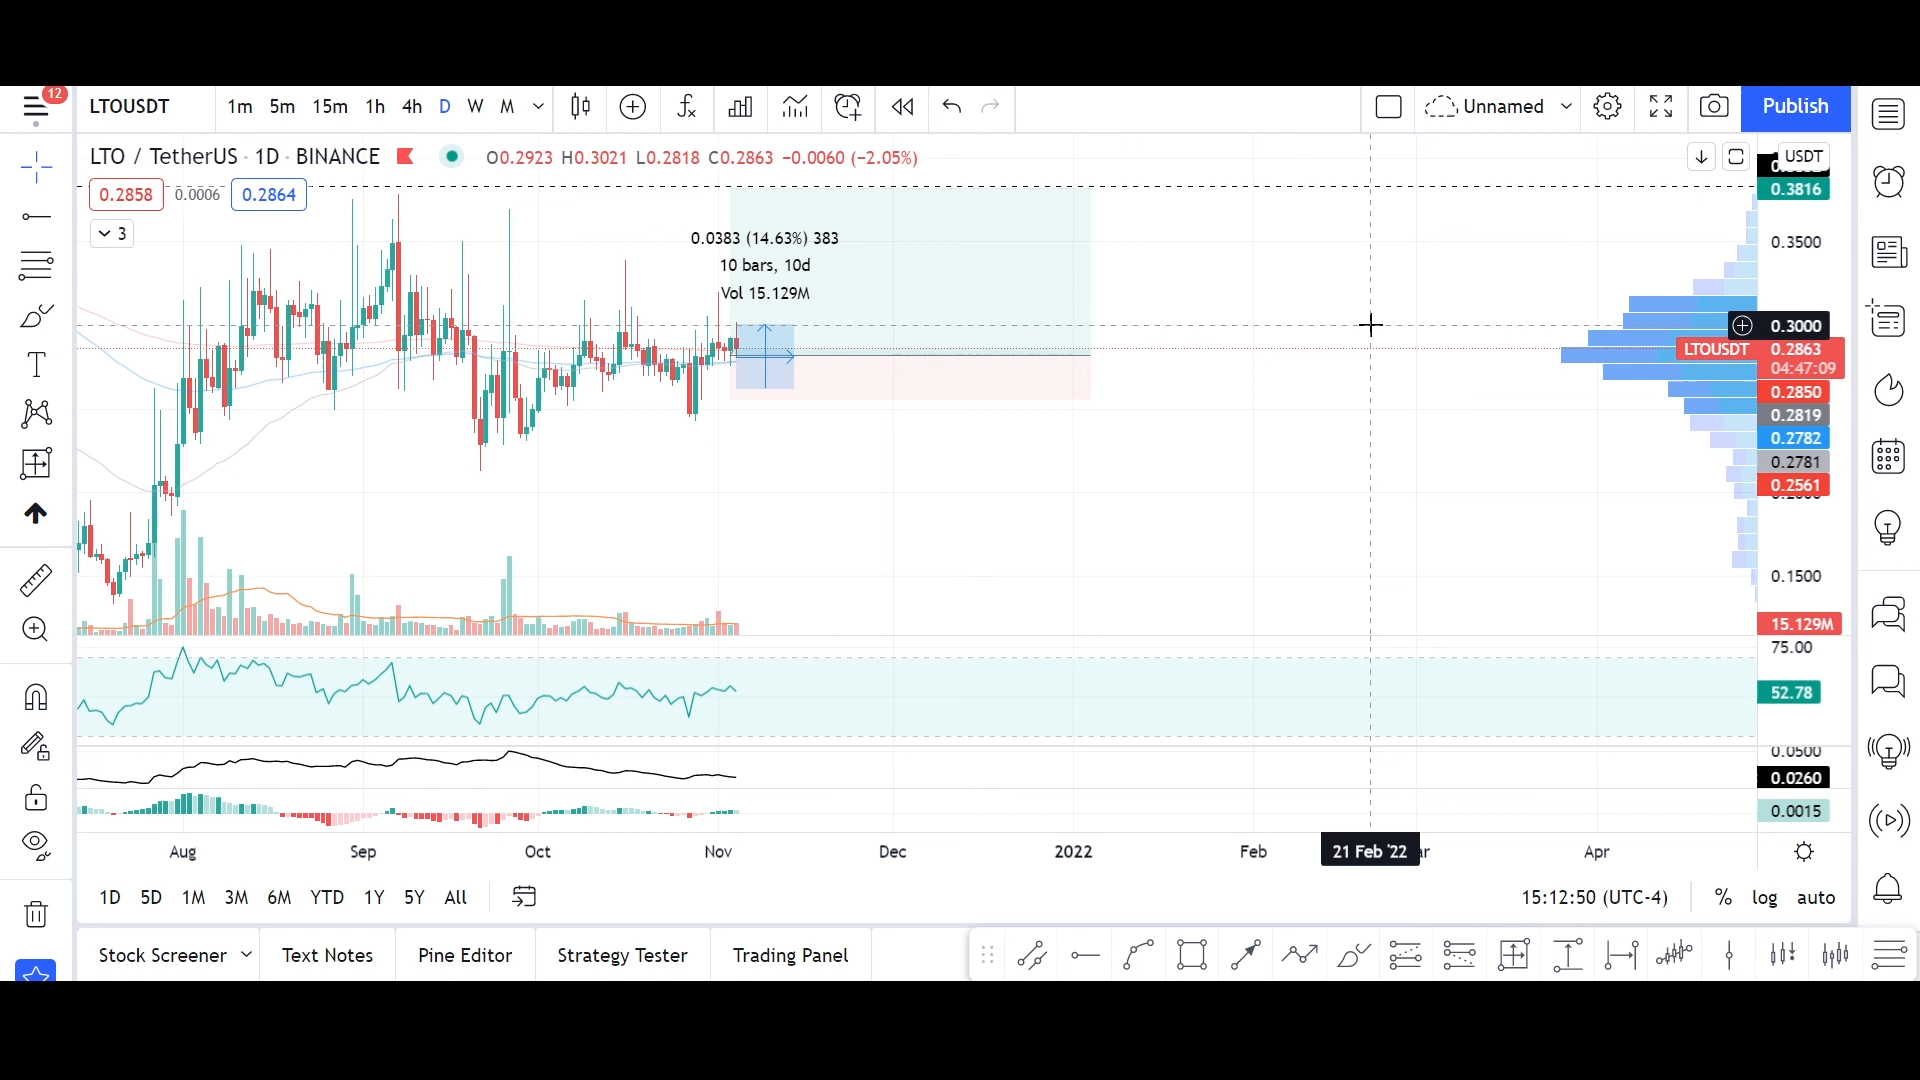 12
LTOUSDT
1m 5m 15m 1h 4h D W M
Unnamed
Publish
LTO / TetherUS · 1D · BINANCE
O0.2923 H0.3021 L0.2818 C0.2863 −0.0060 (−2.05%)
USDT
0.3816
0.2858 0.0006 0.2864
3
0.0383 (14.63%) 383
10 bars, 10d
Vol 15.129M
0.3500
0.3000
LTOUSDT 0.2863
04:47:09
0.2850
0.2819
0.2782
0.2781
0.2561
0.1500
15.129M
75.00
52.78
0.0500
0.0260
0.0015
Aug Sep Oct Nov Dec 2022 Feb 21 Feb '22 ar Apr
1D 5D 1M 3M 6M YTD 1Y 5Y All
15:12:50 (UTC-4) % log auto
Stock Screener Text Notes Pine Editor Strategy Tester Trading Panel